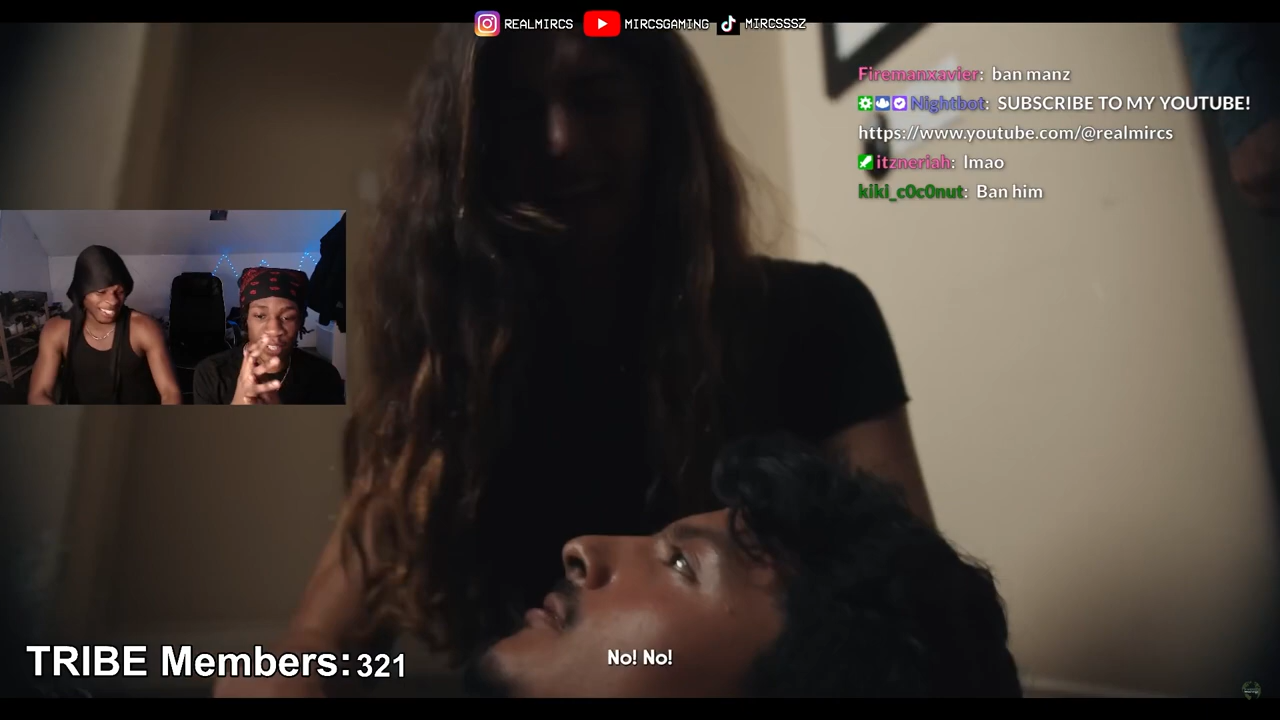 REALMIRCS MIRCSGAMING MIRCSSSZ
Firemanxavier: ban manz
Nightbot: SUBSCRIBE TO MY YOUTUBE!
https://www.youtube.com/@realmircs
itzneriah: lmao
kiki_c0c0nut: Ban him
TRIBE Members: 321
No! No!